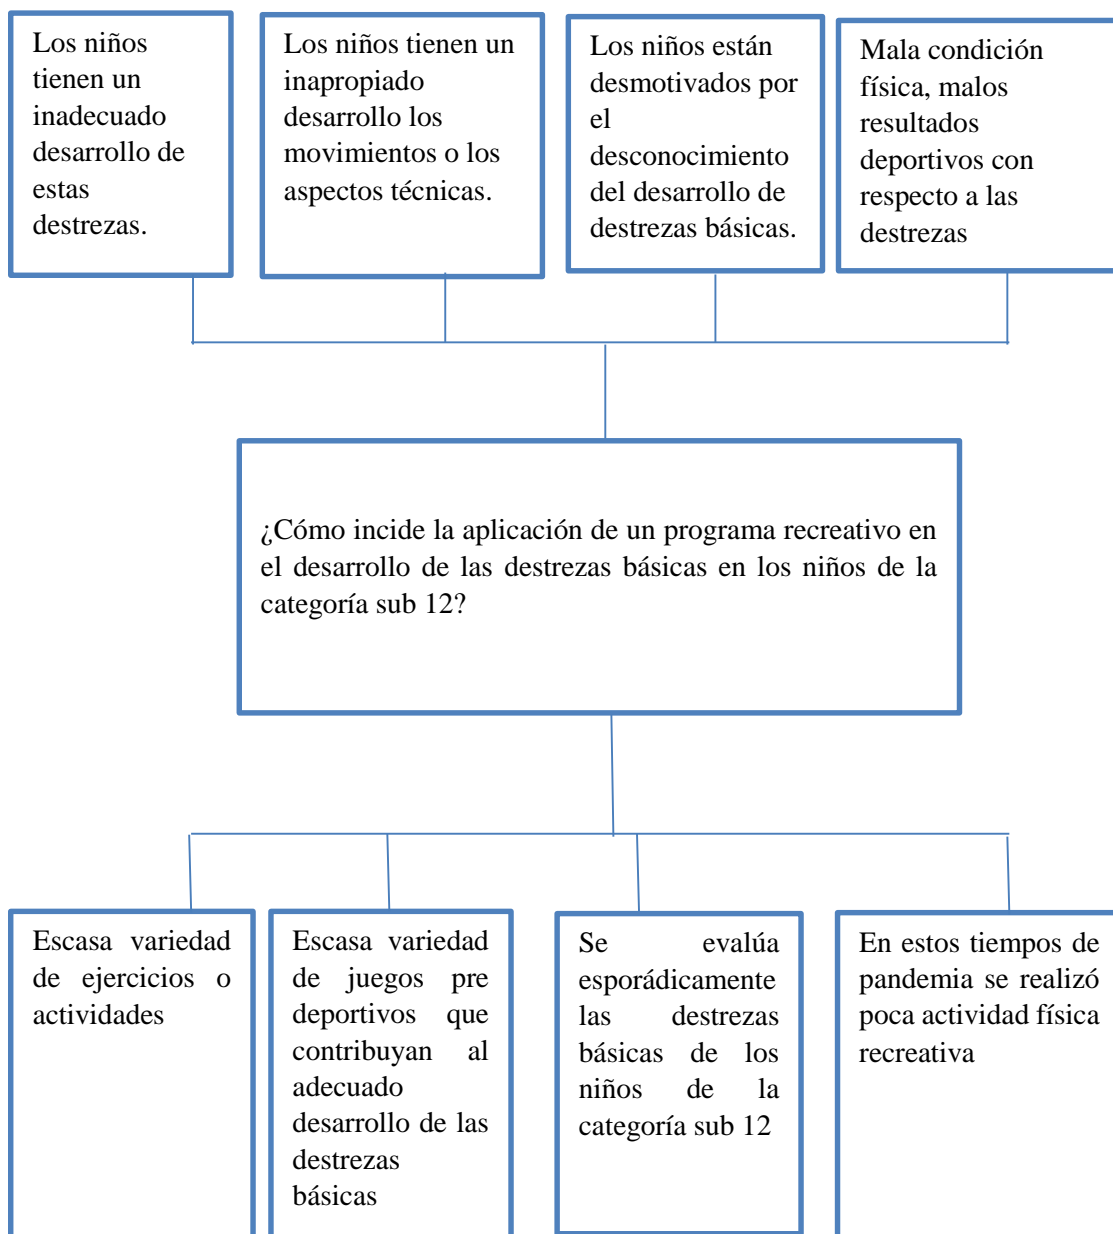 Los niños
tienen un
inadecuado
desarrollo de
estas
destrezas.
Los niños tienen un
inapropiado
desarrollo los
movimientos o los
aspectos técnicas.
Los niños están
desmotivados por
el
desconocimiento
del desarrollo de
destrezas básicas.
Mala condición
física, malos
resultados
deportivos con
respecto a las
destrezas
¿Cómo incide la aplicación de un programa recreativo en
el desarrollo de las destrezas básicas en los niños de la
categoría sub 12?
Escasa variedad
de ejercicios o
actividades
Escasa variedad
de juegos pre
deportivos que
contribuyan al
adecuado
desarrollo de las
destrezas
básicas
Se evalúa
esporádicamente
las destrezas
básicas de los
niños de la
categoría sub 12
En estos tiempos de
pandemia se realizó
poca actividad física
recreativa